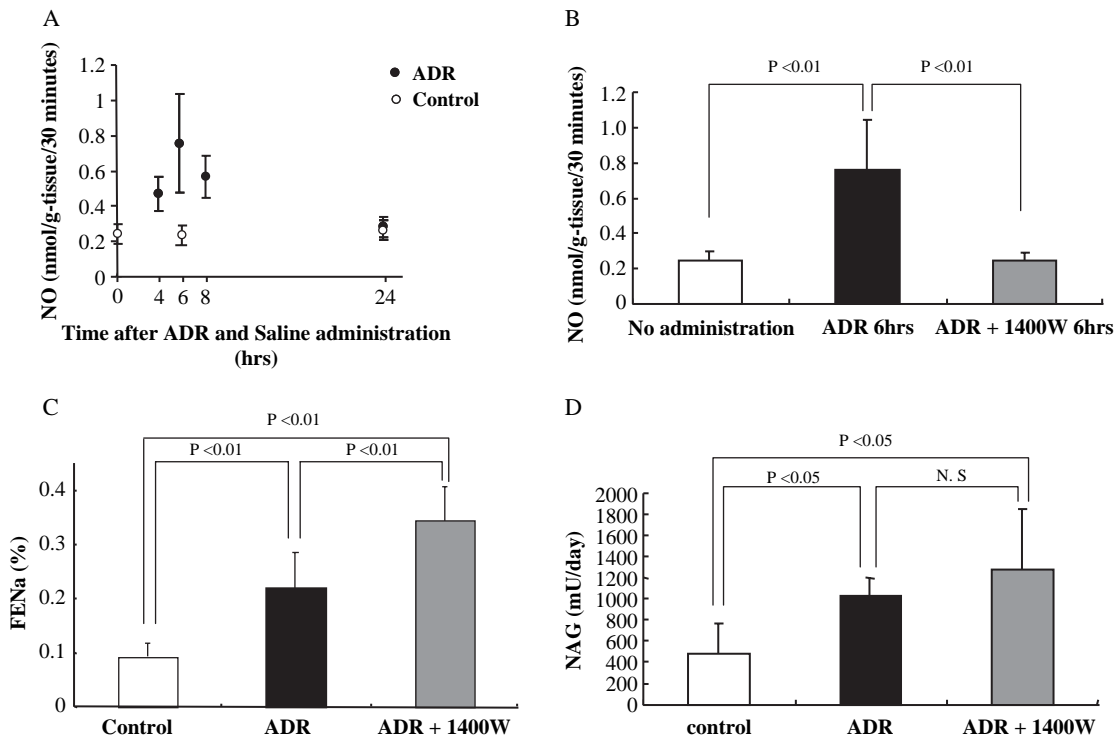 A
NO (nmol/g-tissue/30 minutes)
1.2
1
0.8
0.6
0.4
0.2
0
ADR
Control
0 4 6 8 24
Time after ADR and Saline administration
(hrs)
B
P <0.01 P <0.01
NO (nmol/g-tissue/30 minutes)
1.2
1.0
0.8
0.6
0.4
0.2
0
No administration ADR 6hrs ADR + 1400W 6hrs
C
P <0.01
P <0.01 P <0.01
FENa (%)
0.4
0.3
0.2
0.1
0
Control ADR ADR + 1400W
D
P <0.05
P <0.05 N. S
NAG (mU/day)
2000
1800
1600
1400
1200
1000
800
600
400
200
0
control ADR ADR + 1400W